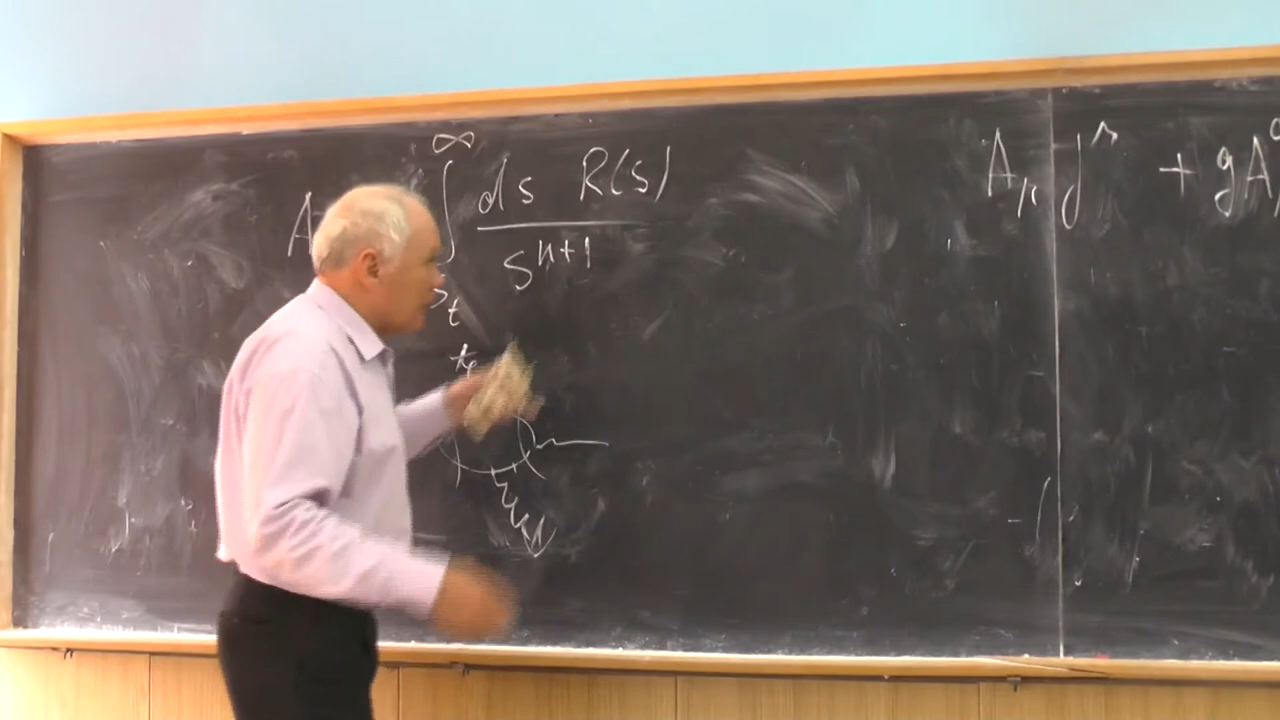 ∞
A ∫ ds R(s)
s^{n+1}
t
A_μ j^μ + gA